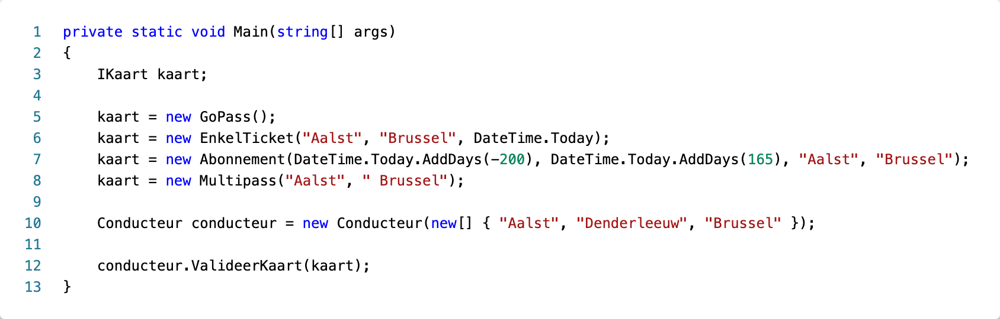 1 private static void Main(string[] args)
2 {
3     IKaart kaart;
4
5     kaart = new GoPass();
6     kaart = new EnkelTicket("Aalst", "Brussel", DateTime.Today);
7     kaart = new Abonnement(DateTime.Today.AddDays(-200), DateTime.Today.AddDays(165), "Aalst", "Brussel");
8     kaart = new Multipass("Aalst", " Brussel");
9
10     Conducteur conducteur = new Conducteur(new[] { "Aalst", "Denderleeuw", "Brussel" });
11
12     conducteur.ValideerKaart(kaart);
13 }